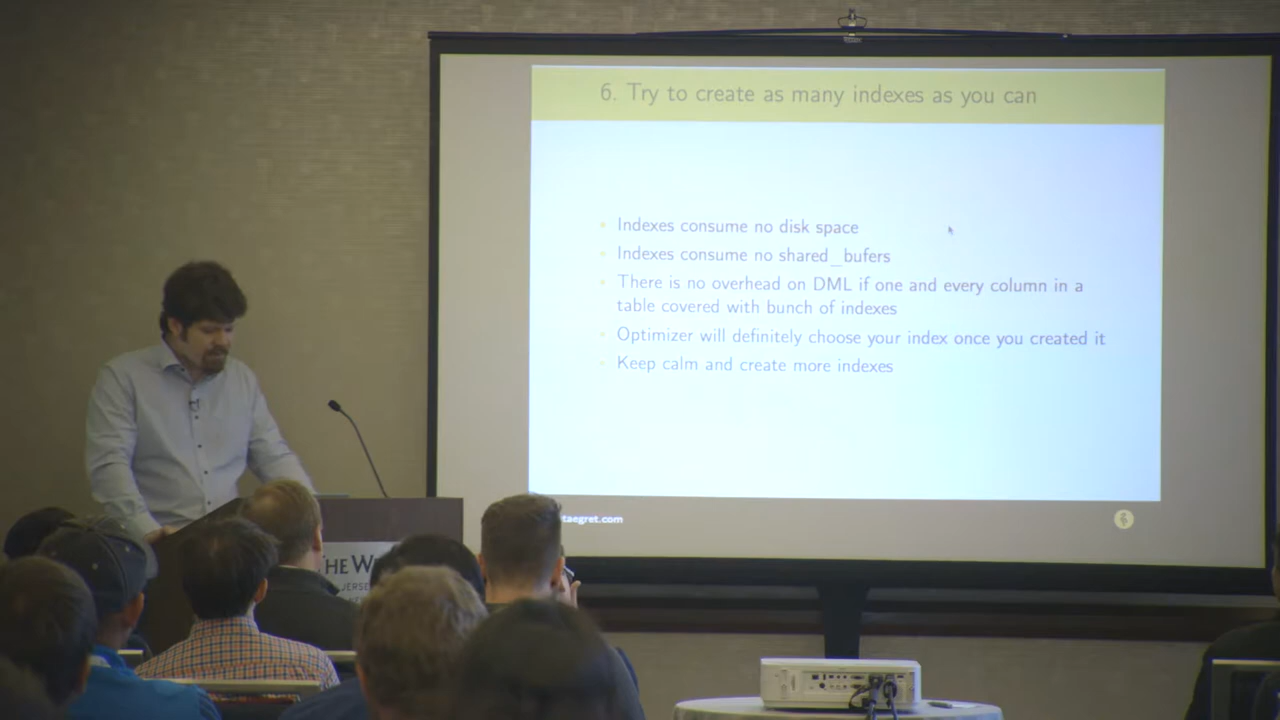 6. Try to create as many indexes as you can
Indexes consume no disk space
Indexes consume no shared_bufers
There is no overhead on DML if one and every column in a
table covered with bunch of indexes
Optimizer will definitely choose your index once you created it
Keep calm and create more indexes
taegret.com
THE W
JERSE